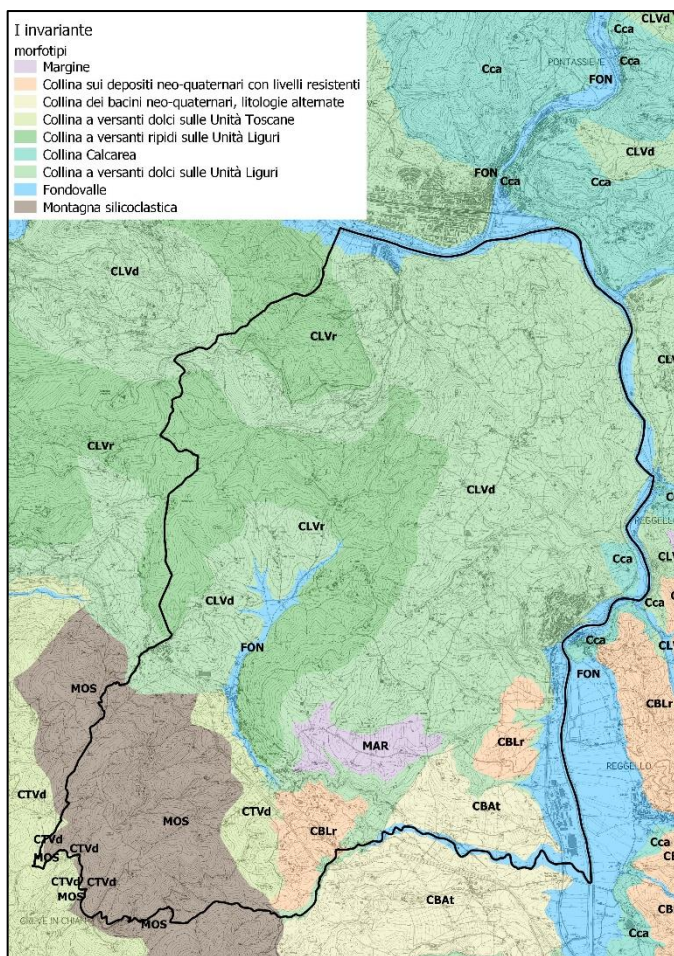 I invariante
morfotipi
Margine
Collina sui depositi neo-quaternari con livelli resistenti
Collina dei bacini neo-quaternari, litologie alternate
Collina a versanti dolci sulle Unità Toscane
Collina a versanti ripidi sulle Unità Liguri
Collina Calcarea
Collina a versanti dolci sulle Unità Liguri
Fondovalle
Montagna silicoclastica
CLVd
Cca
Cca
PONTASSIEVE
Cca
FON
CLVd
FON
Cca
Cca
CLVd
CLVr
CLVr
CLVd
CLVr
REGGELLO
Cca
CLVd
Cca
FON
Cca
FON
MOS
CBLr
CBLr
MAR
REGGELLO
CBAt
MOS
CTVd
CBLr
CTVd
MOS
CTVd
CTVd
CTVd
MOS
CBAt
MOS
Cca